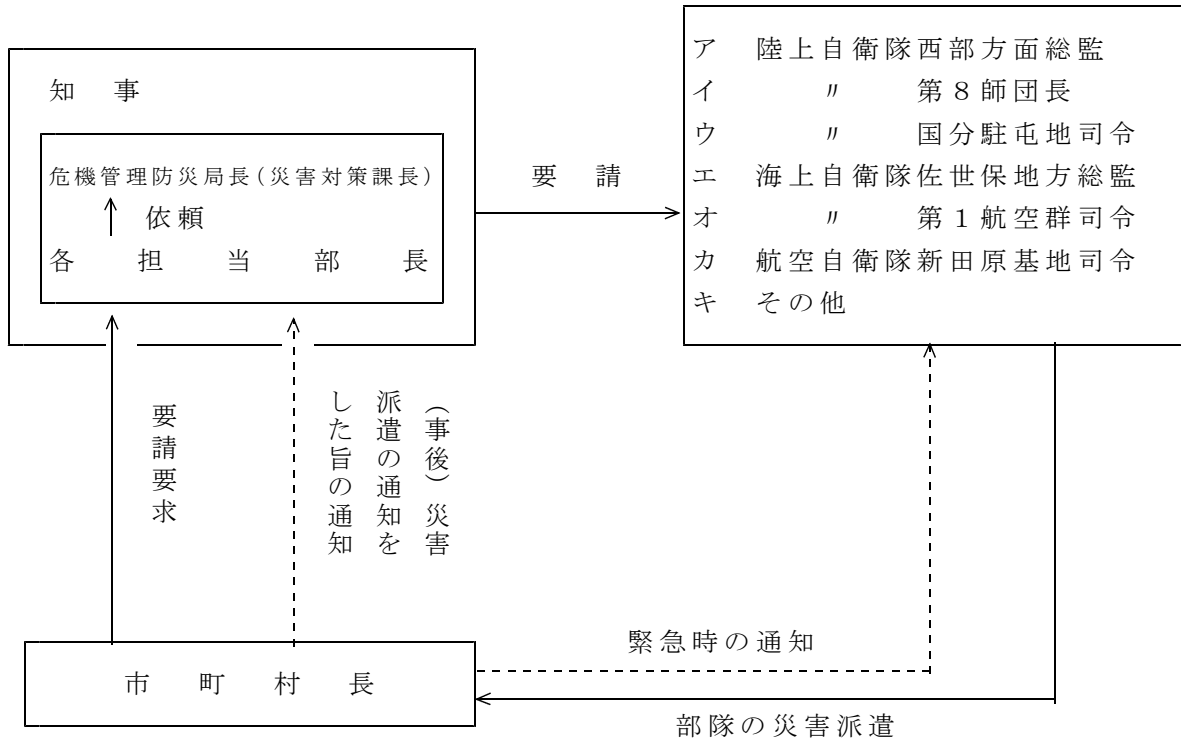 知事
危機管理防災局長(災害対策課長)
依頼
各担当部長
要請
ア 陸上自衛隊西部方面総監
イ 〃 第8師団長
ウ 〃 国分駐屯地司令
エ 海上自衛隊佐世保地方総監
オ 〃 第1航空群司令
カ 航空自衛隊新田原基地司令
キ その他
要請要求
(事後)災害
派遣の通知を
した旨の通知
緊急時の通知
市町村長
部隊の災害派遣